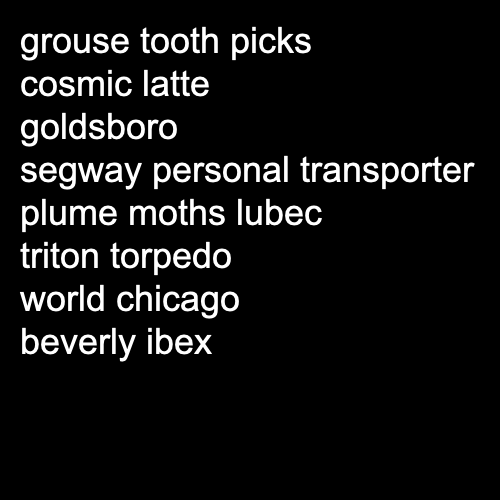 grouse tooth picks
cosmic latte
goldsboro
segway personal transporter
plume moths lubec
triton torpedo
world chicago
beverly ibex